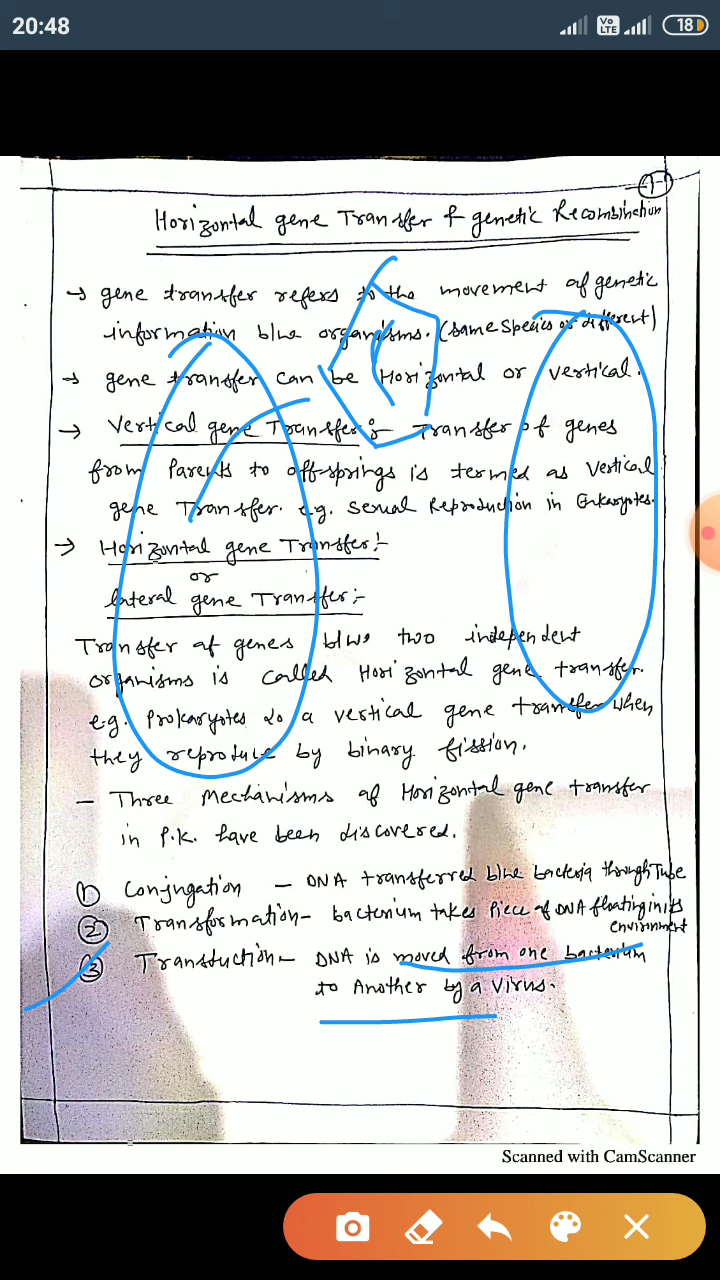 20:48
Vo
LTE
18
1-1
Horizontal gene Transfer & genetic Recombination
→ gene transfer refers to the movement of genetic
information b/w organisms. (same species or different)
→ gene transfer can be Horizontal or vertical.
→ Vertical gene Transfer:- Transfer of genes
from Parents to off-springs is termed as Vertical
gene Transfer. e.g. Sexual Reproduction in Eukaryotes.
→ Horizontal gene Transfer:-
or
lateral gene Transfer:-
Transfer of genes b/w two independent
organisms is called Horizontal gene transfer.
e.g. Prokaryotes do a vertical gene transfer when
they reproduce by binary fission.
- Three Mechanisms of Horizontal gene transfer
in P.K. have been discovered.
① Conjugation - DNA transferred b/w bacteria through Tube
② Transformation- bacterium takes Piece of DNA floating in its
environment
③ Transduction- DNA is moved from one bacterium
to Another by a Virus.
Scanned with CamScanner